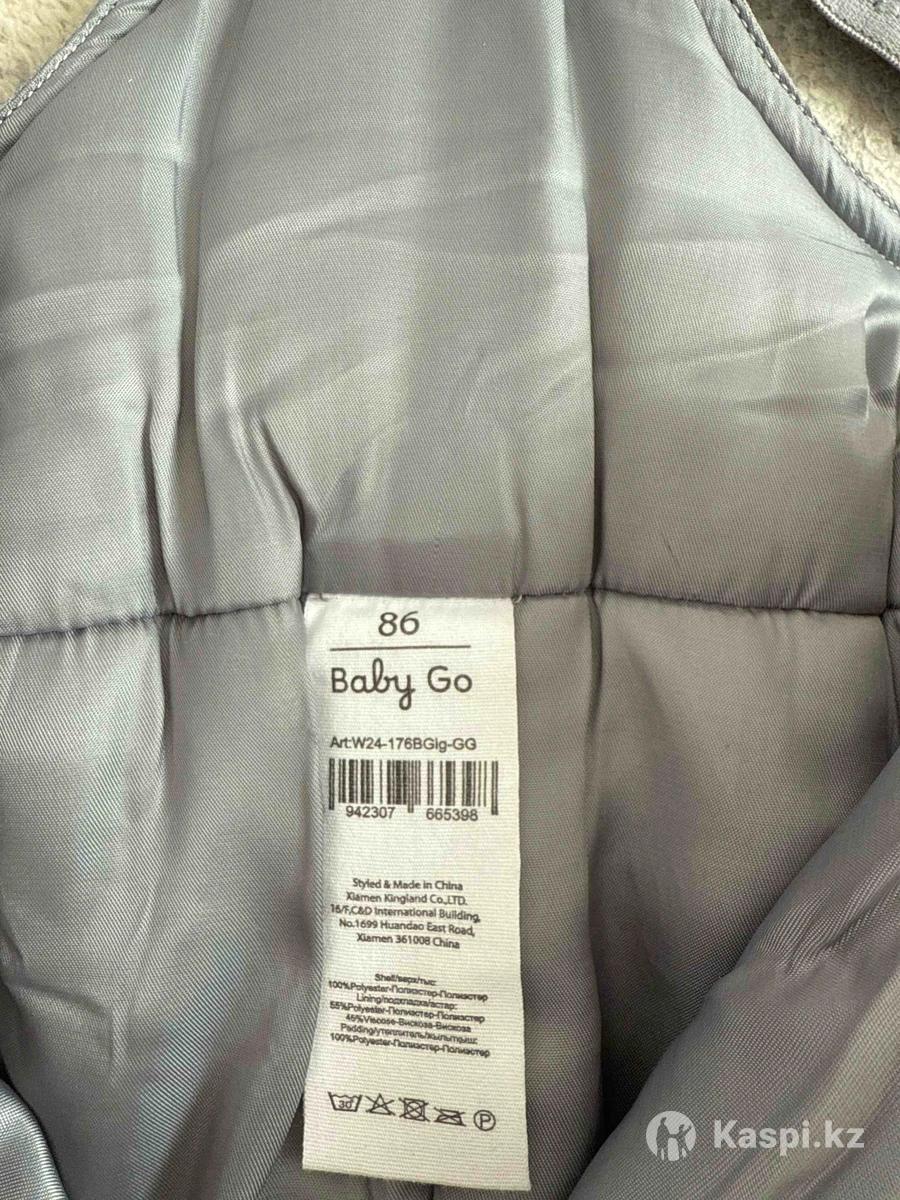 86
Baby Go
Art:W24-176BGlg-GG
942307 665398
Styled & Made in China
Xiamen Kingland Co.,LTD.
16/F,C&D International Building,
No.1699 Huandao East Road,
Xiamen 361008 China
Shell/верх/тыс:
100%Polyester-Полиэстер-Полиэстер
Lining/подкладка/астар:
55%Polyester-Полиэстер-Полиэстер
45%Viscose-Вискоза-Вискоза
Padding/утеплитель/жылытқыш:
100%Polyester-Полиэстер-Полиэстер
30 P
Kaspi.kz